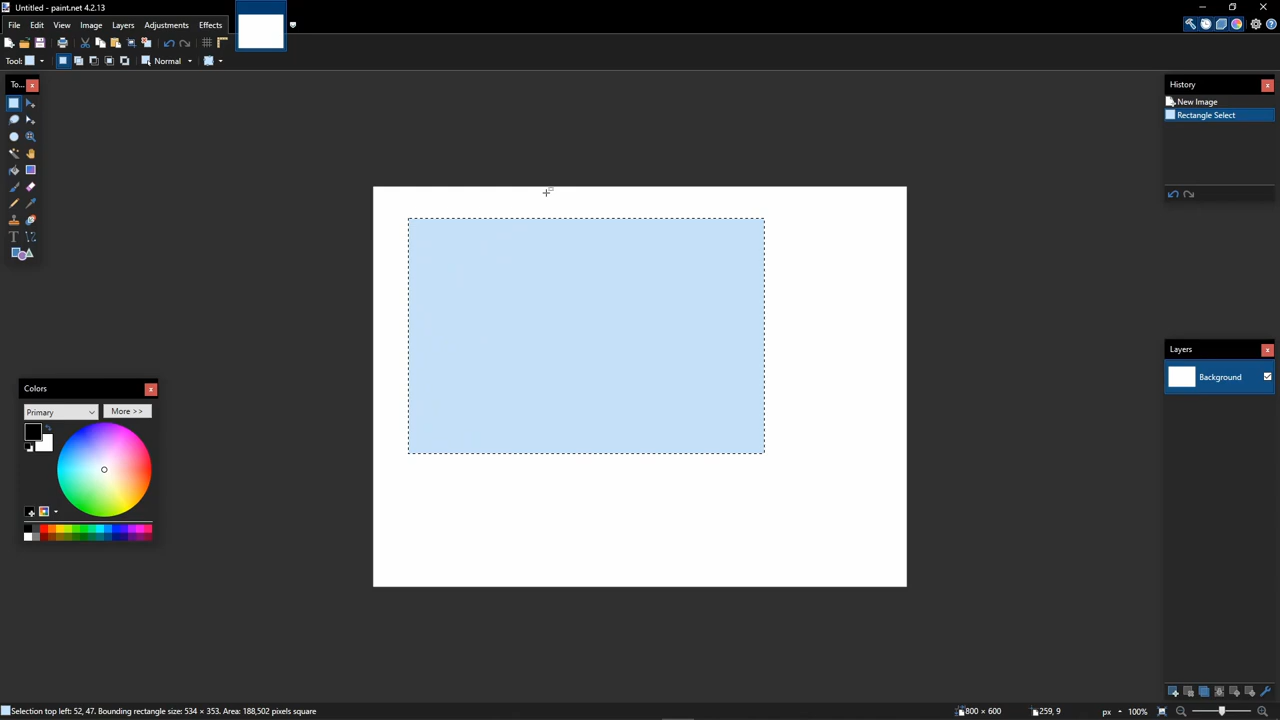 Untitled - paint.net 4.2.13
File Edit View Image Layers Adjustments Effects
Tool: Normal
To...
History
New Image
Rectangle Select
Layers
Background
Colors
Primary More >>
Selection top left: 52, 47. Bounding rectangle size: 534 × 353. Area: 188,502 pixels square 800 × 600 259, 9 px 100%